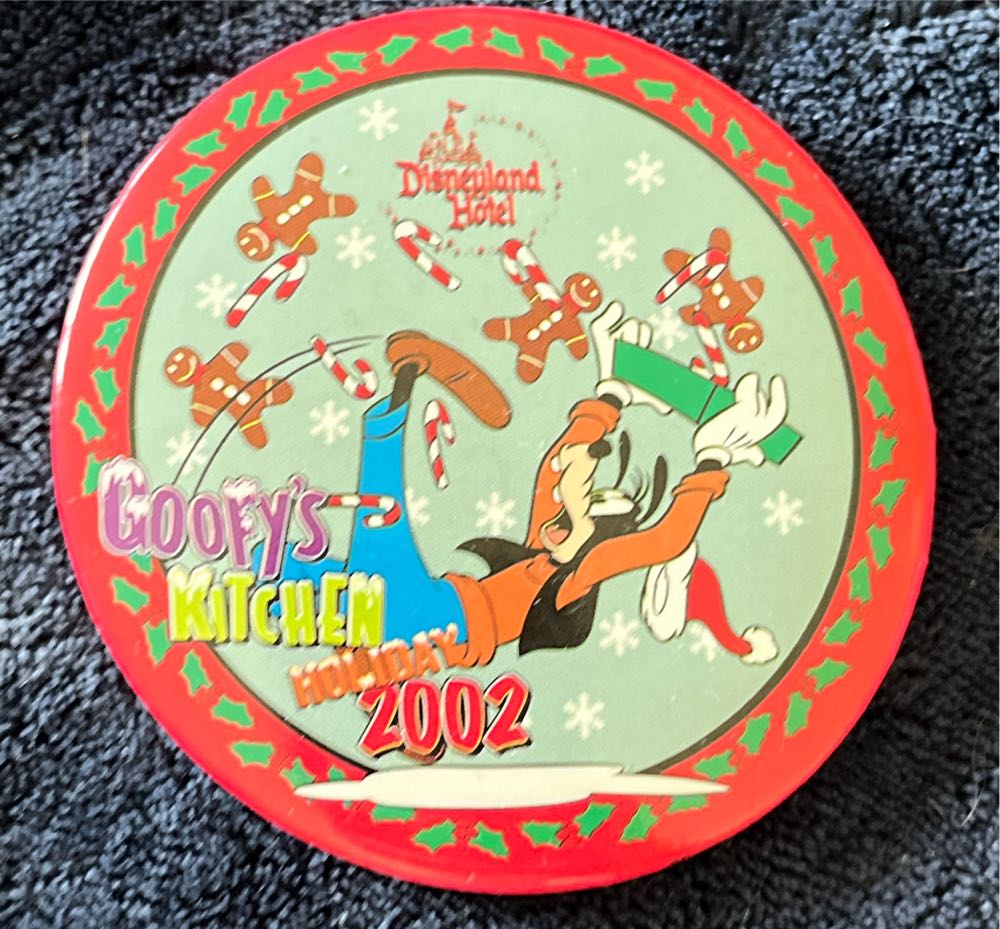 Disneyland
Hotel
GOOFY'S
KITCHEN
HOLIDAY
2002